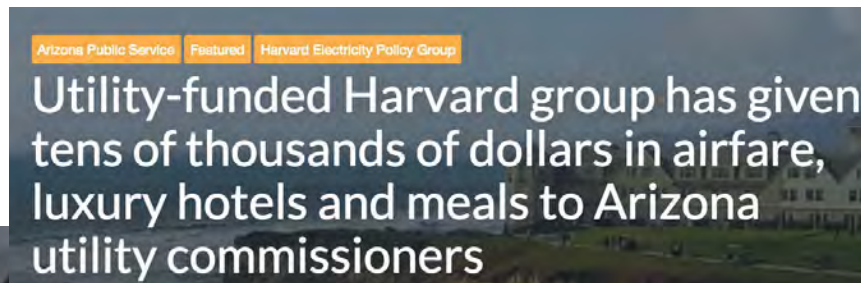 Arizona Public Service Featured Harvard Electricity Policy Group
Utility-funded Harvard group has given
tens of thousands of dollars in airfare,
luxury hotels and meals to Arizona
utility commissioners